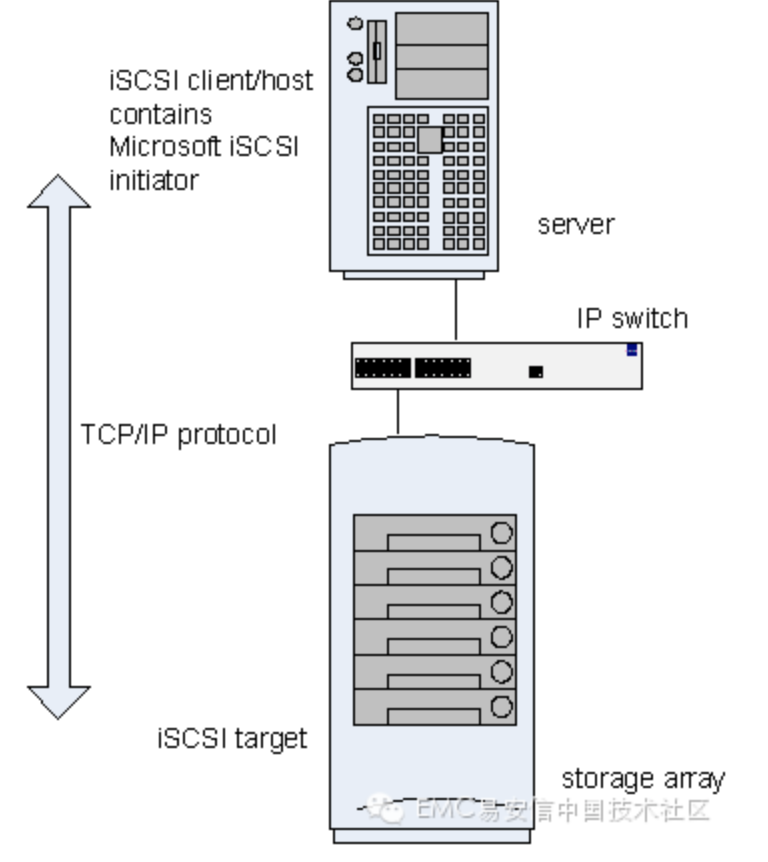 iSCSI client/host
contains
Microsoft iSCSI
initiator
server
IP switch
TCP/IP protocol
iSCSI target
storage array
EMC易安信中国技术社区